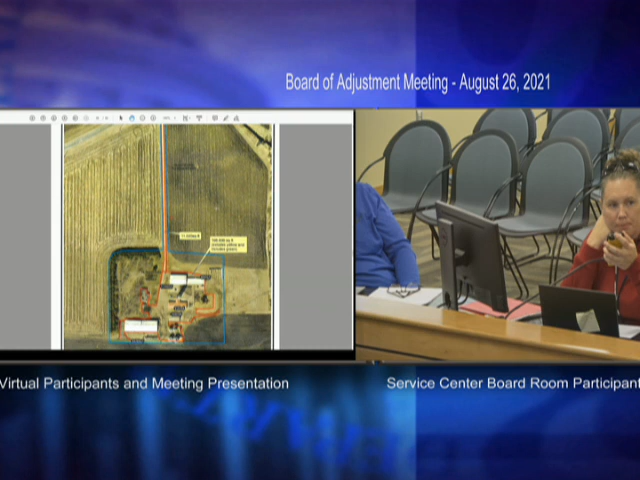 Board of Adjustment Meeting - August 26, 2021
Virtual Participants and Meeting Presentation
Service Center Board Room Participant